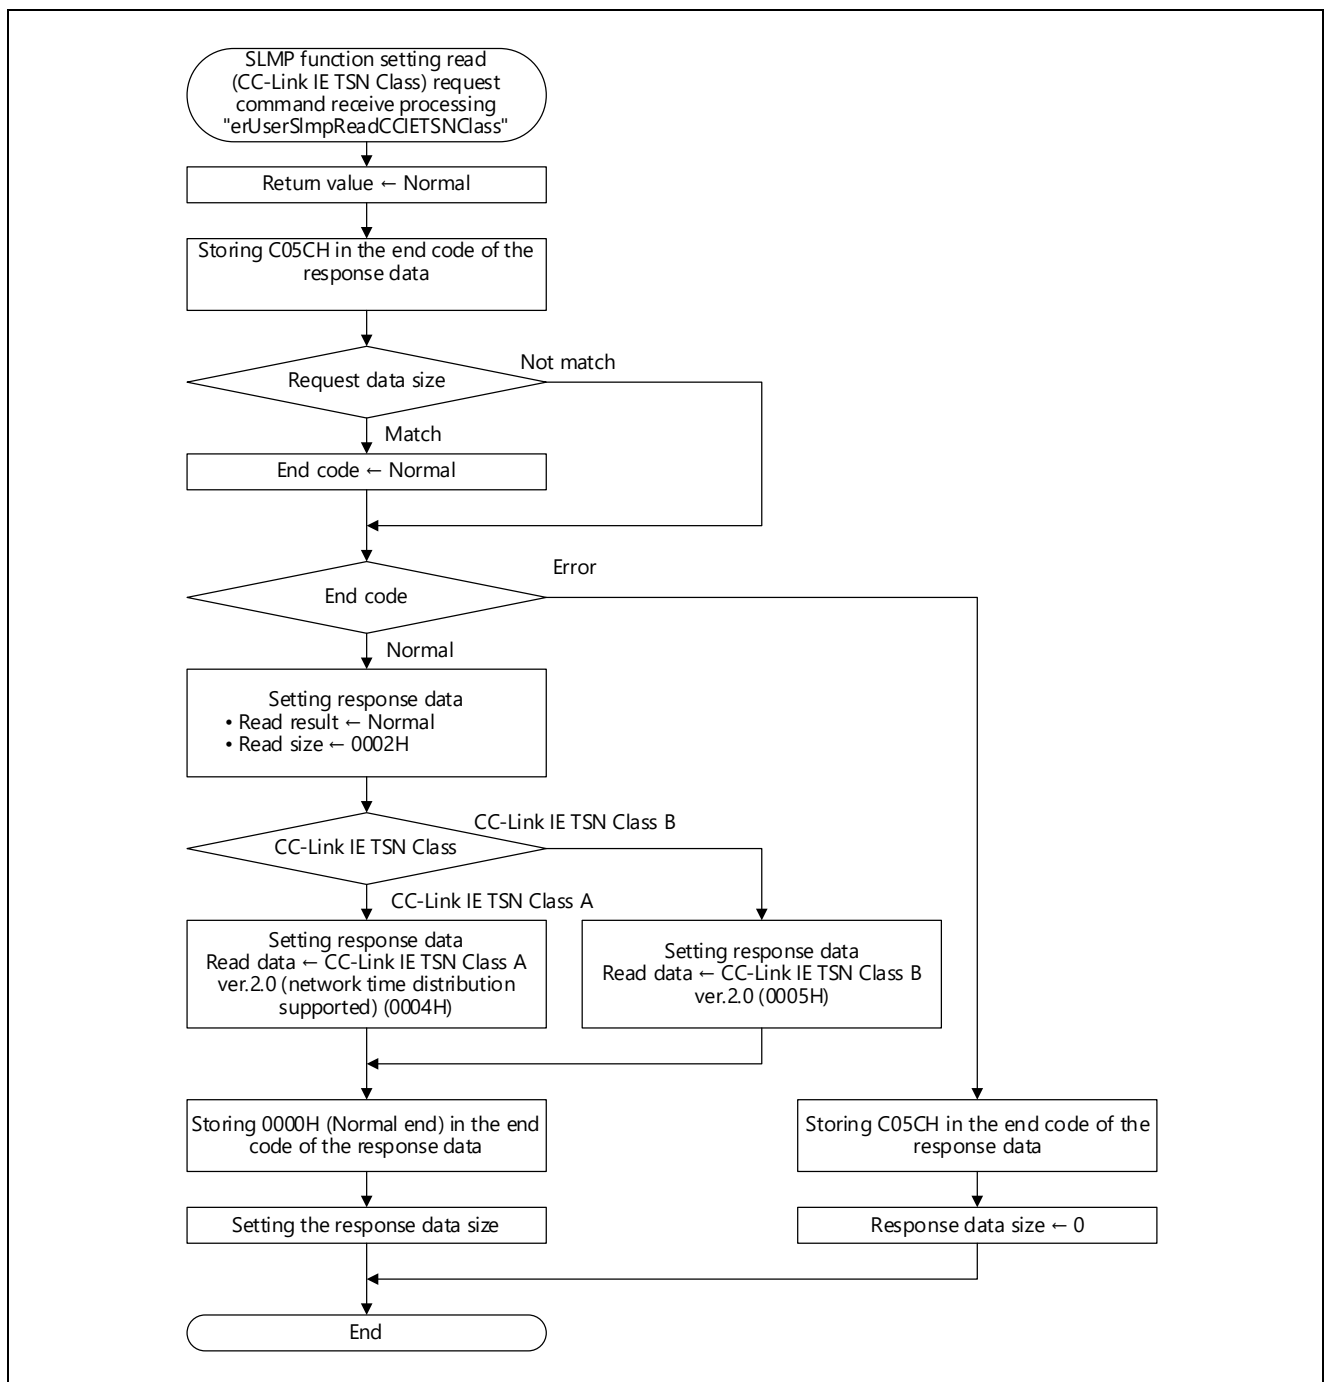 SLMP function setting read
(CC-Link IE TSN Class) request
command receive processing
"erUserSlmpReadCCIETSNClass"
Return value ← Normal
Storing C05CH in the end code of the
response data
Not match
Request data size
Match
End code ← Normal
Error
End code
Normal
Setting response data
• Read result ← Normal
• Read size ← 0002H
CC-Link IE TSN Class B
CC-Link IE TSN Class
CC-Link IE TSN Class A
Setting response data
Read data ← CC-Link IE TSN Class A
ver.2.0 (network time distribution
supported) (0004H)
Setting response data
Read data ← CC-Link IE TSN Class B
ver.2.0 (0005H)
Storing 0000H (Normal end) in the end
code of the response data
Storing C05CH in the end code of the
response data
Setting the response data size
Response data size ← 0
End